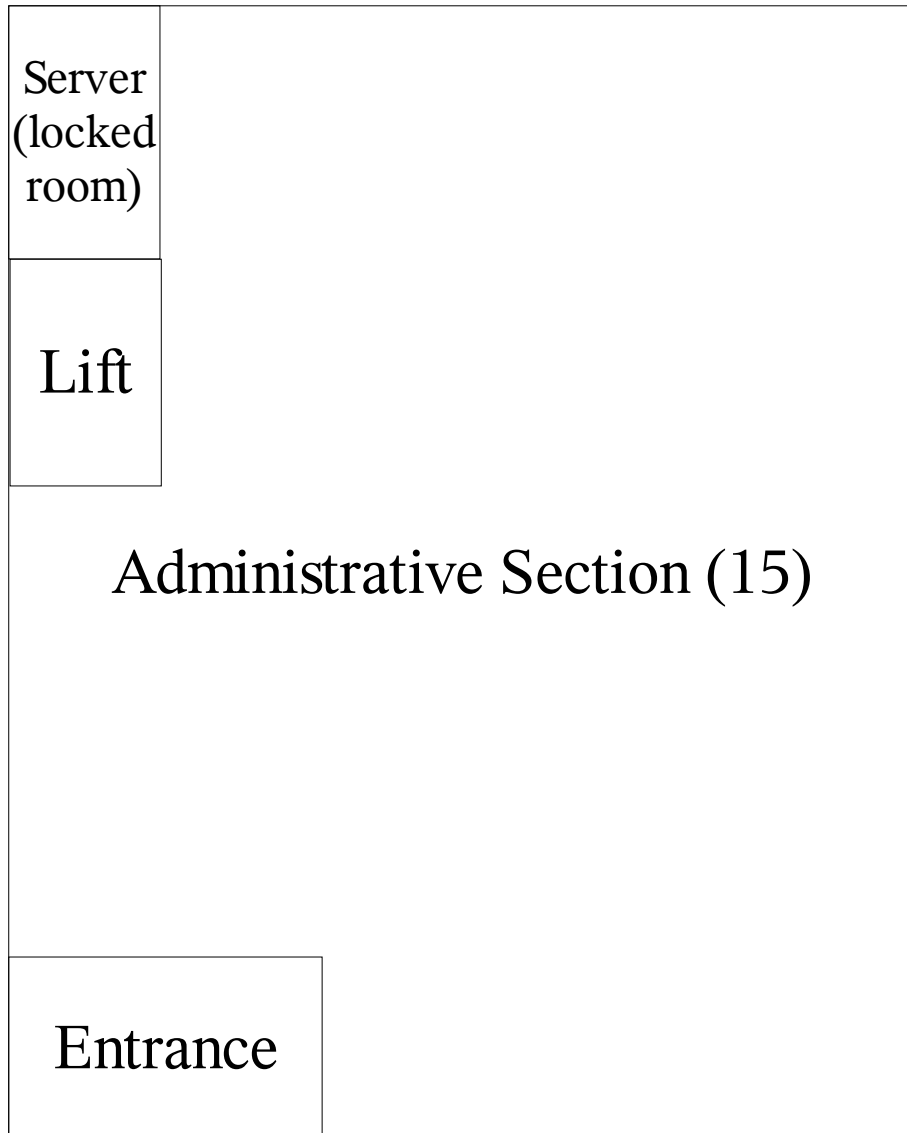 Server
(locked
room)
Lift
Administrative Section (15)
Entrance